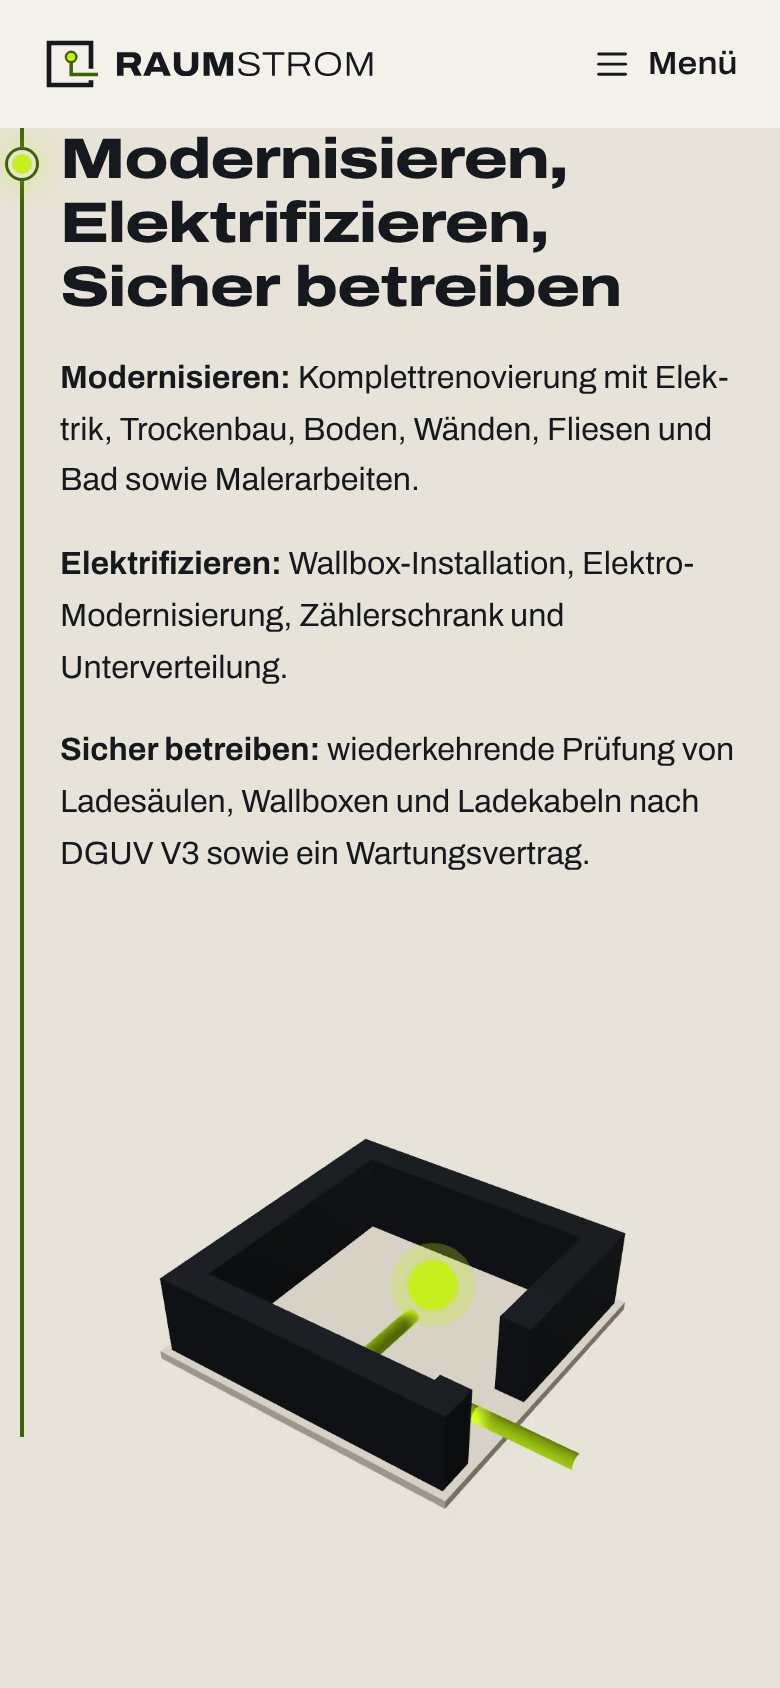 RAUMSTROM
Menü
Modernisieren,
Elektrifizieren,
Sicher betreiben
Modernisieren: Komplettrenovierung mit Elek-
trik, Trockenbau, Boden, Wänden, Fliesen und
Bad sowie Malerarbeiten.
Elektrifizieren: Wallbox-Installation, Elektro-
Modernisierung, Zählerschrank und
Unterverteilung.
Sicher betreiben: wiederkehrende Prüfung von
Ladesäulen, Wallboxen und Ladekabeln nach
DGUV V3 sowie ein Wartungsvertrag.